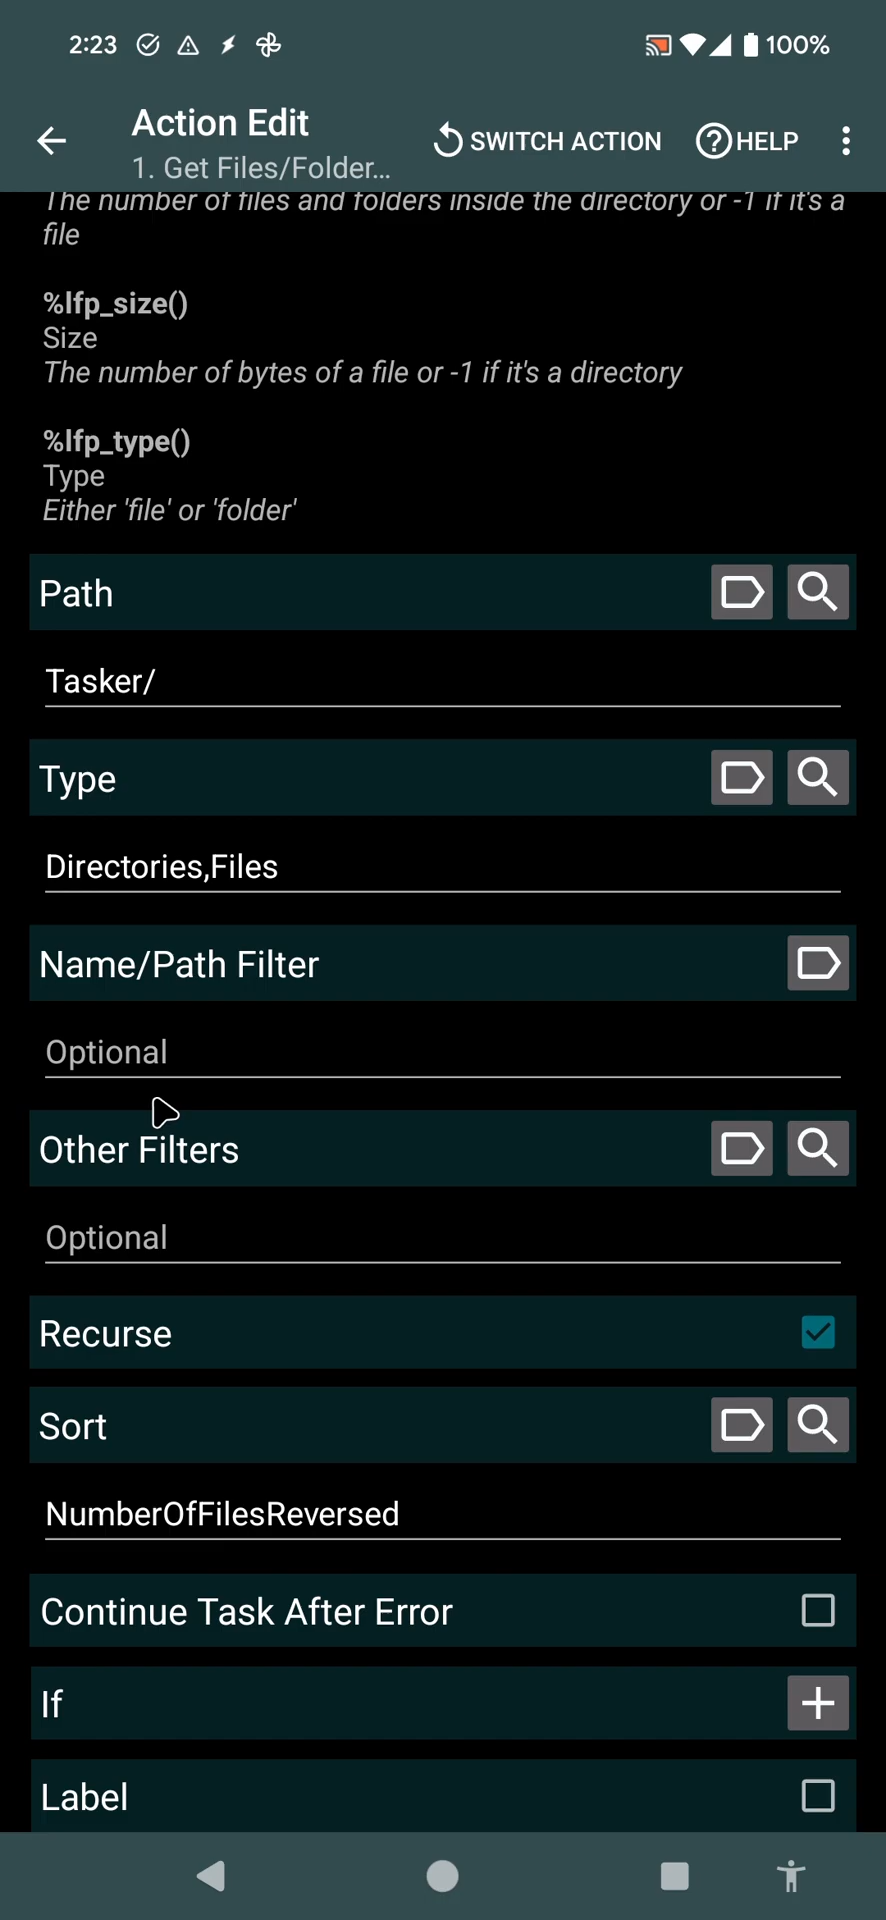 2:23
100%
Action Edit
1. Get Files/Folder...
SWITCH ACTION
HELP
The number of files and folders inside the directory or -1 if it's a
file
%lfp_size()
Size
The number of bytes of a file or -1 if it's a directory
%lfp_type()
Type
Either 'file' or 'folder'
Path
Tasker/
Type
Directories,Files
Name/Path Filter
Optional
Other Filters
Optional
Recurse
Sort
NumberOfFilesReversed
Continue Task After Error
If
Label